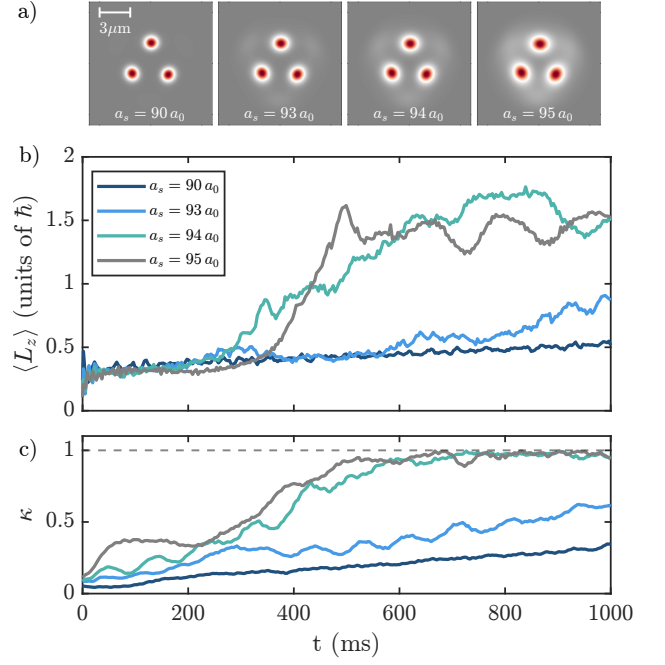 a)
3μm
a_s = 90 a_0
a_s = 93 a_0
a_s = 94 a_0
a_s = 95 a_0
b)
2
1.5
1
0.5
0
⟨L_z⟩ (units of ħ)
a_s = 90 a_0
a_s = 93 a_0
a_s = 94 a_0
a_s = 95 a_0
c)
1
0.5
0
κ
0 200 400 600 800 1000
t (ms)